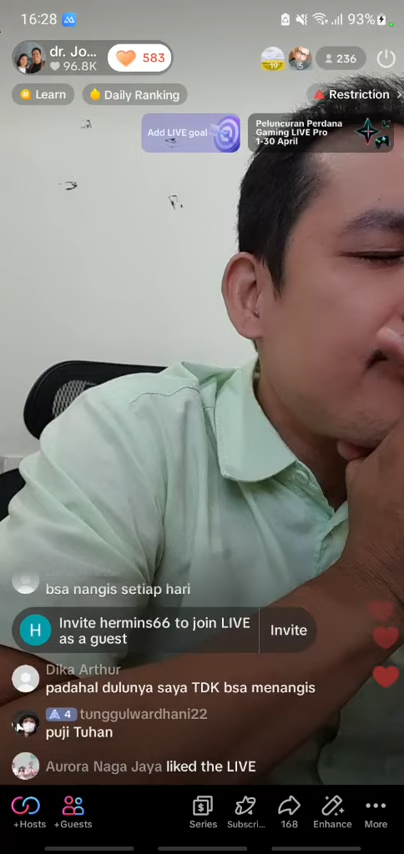 16:28
93%
dr. Jo...
96.8K
583
19
5
236
Learn
Daily Ranking
Restriction
Add LIVE goal
Peluncuran Perdana
Gaming LIVE Pro
1-30 April
bsa nangis setiap hari
H
Invite hermins66 to join LIVE
as a guest
Invite
Dika Arthur
padahal dulunya saya TDK bsa menangis
4 tunggulwardhani22
puji Tuhan
Aurora Naga Jaya liked the LIVE
+Hosts
+Guests
Series
Subscri...
168
Enhance
More